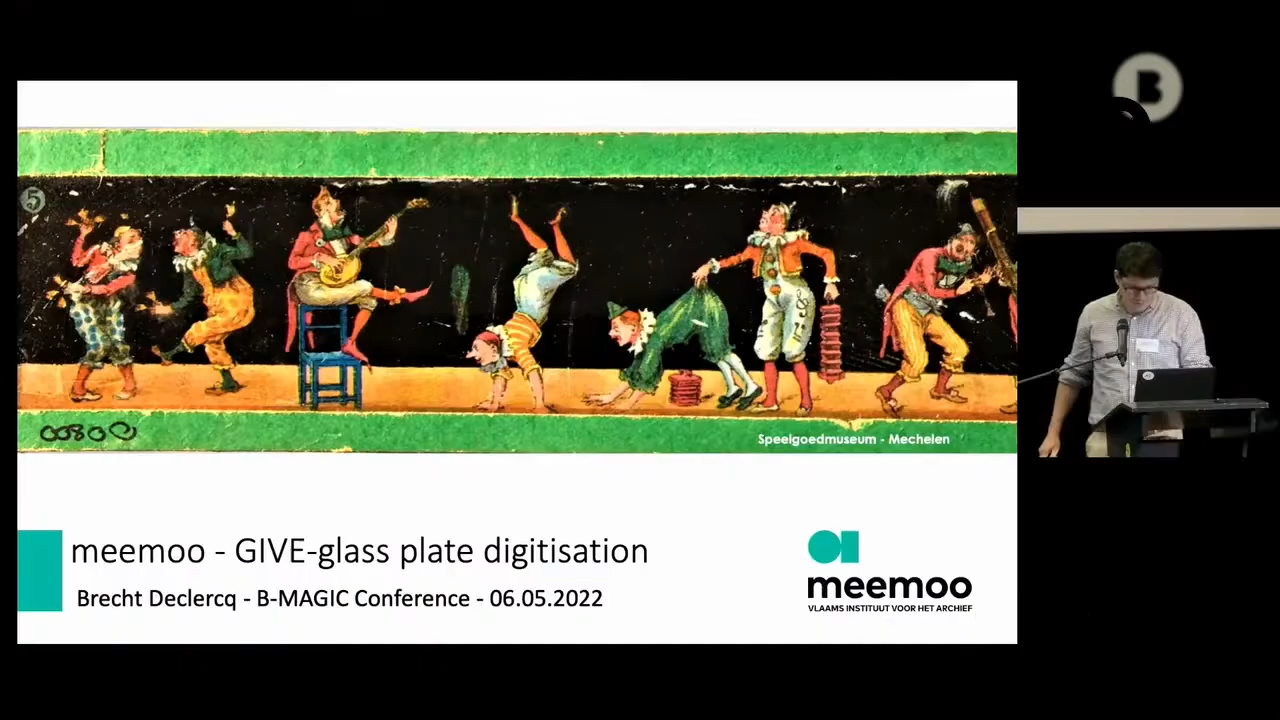 B
5
00800
Speelgoedmuseum - Mechelen
meemoo - GIVE-glass plate digitisation
Brecht Declercq - B-MAGIC Conference - 06.05.2022
meemoo
VLAAMS INSTITUUT VOOR HET ARCHIEF